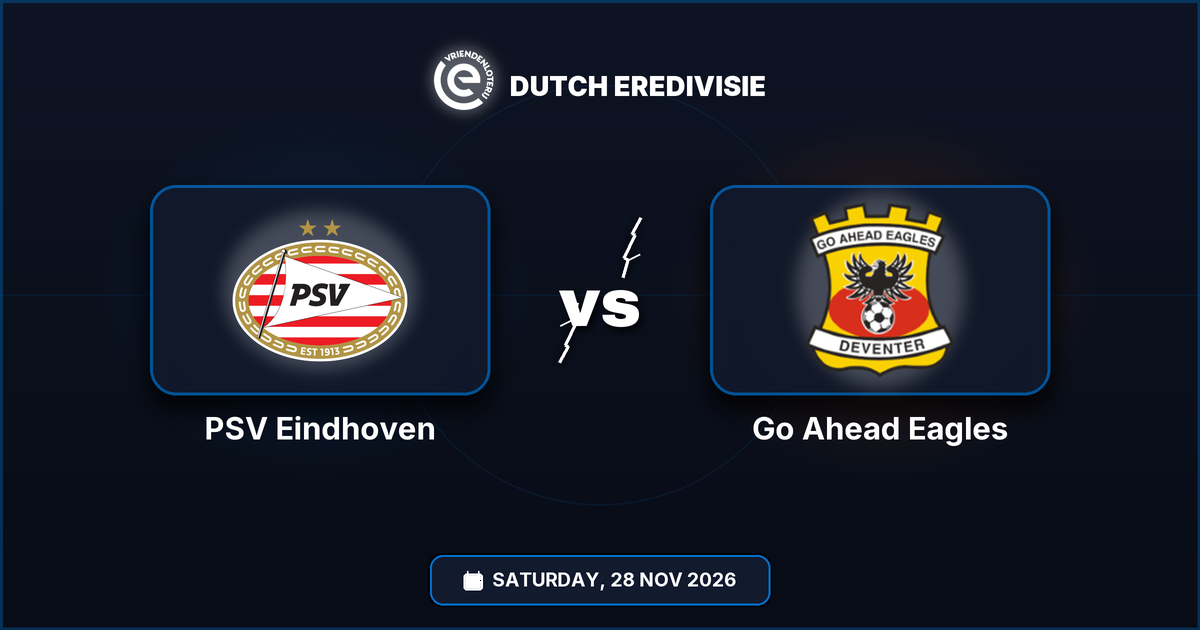 VRIENDENLOTERIJ
DUTCH EREDIVISIE
PSV
EST 1913
GO AHEAD EAGLES
DEVENTER
VS
PSV Eindhoven
Go Ahead Eagles
SATURDAY, 28 NOV 2026